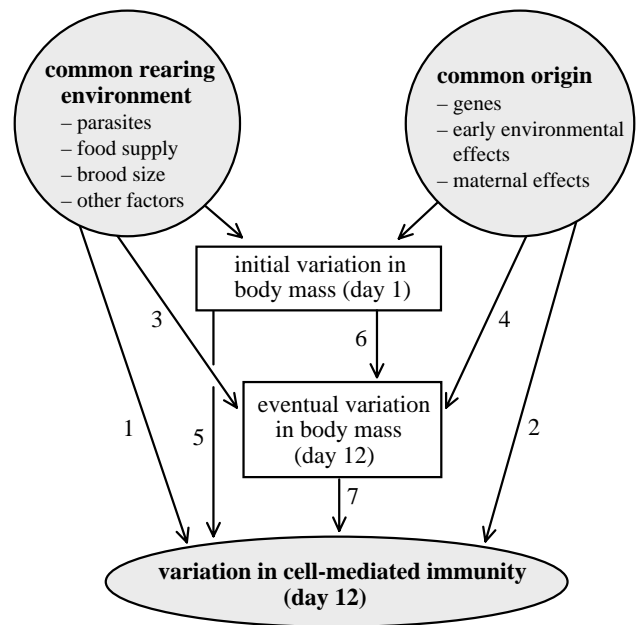 common rearing
environment
– parasites
– food supply
– brood size
– other factors
common origin
– genes
– early environmental
effects
– maternal effects
initial variation in
body mass (day 1)
3
6
4
eventual variation
in body mass
(day 12)
1
5
2
7
variation in cell-mediated immunity
(day 12)